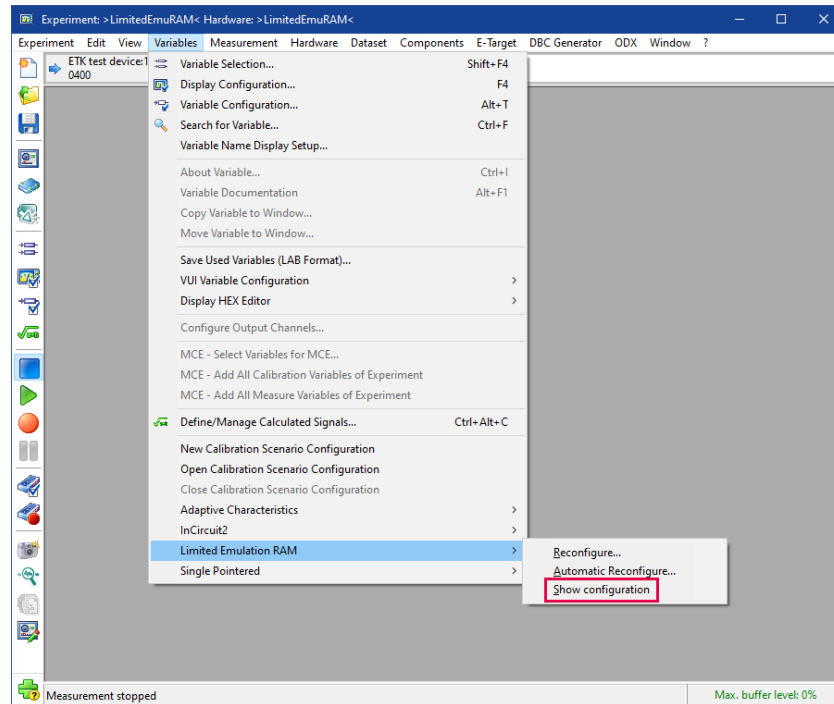 Experiment: >LimitedEmuRAM< Hardware: >LimitedEmuRAM<
Experiment Edit View Variables Measurement Hardware Dataset Components E-Target DBC Generator ODX Window ?
ETK test device:1
0400
Variable Selection... Shift+F4
Display Configuration... F4
Variable Configuration... Alt+T
Search for Variable... Ctrl+F
Variable Name Display Setup...
About Variable... Ctrl+I
Variable Documentation Alt+F1
Copy Variable to Window...
Move Variable to Window...
Save Used Variables (LAB Format)...
VUI Variable Configuration
Display HEX Editor
Configure Output Channels...
MCE - Select Variables for MCE...
MCE - Add All Calibration Variables of Experiment
MCE - Add All Measure Variables of Experiment
Define/Manage Calculated Signals... Ctrl+Alt+C
New Calibration Scenario Configuration
Open Calibration Scenario Configuration
Close Calibration Scenario Configuration
Adaptive Characteristics
InCircuit2
Limited Emulation RAM
Single Pointered
Reconfigure...
Automatic Reconfigure...
Show configuration
Measurement stopped
Max. buffer level: 0%